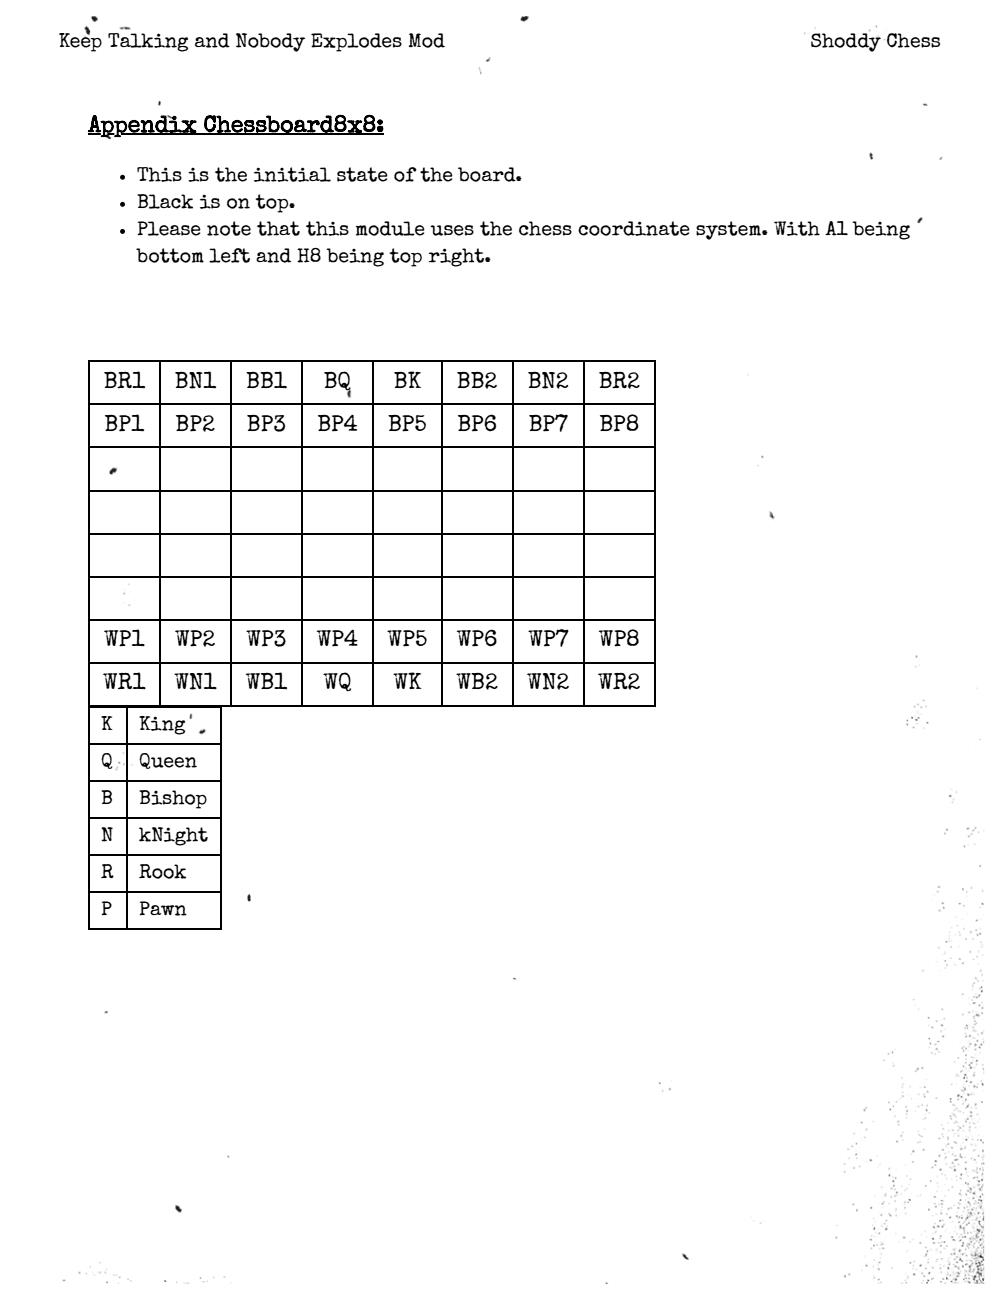 Keep Talking and Nobody Explodes Mod Shoddy Chess
Appendix Chessboard8x8:
• This is the initial state of the board.
• Black is on top.
• Please note that this module uses the chess coordinate system. With A1 being
bottom left and H8 being top right.
BR1 BN1 BB1 BQ BK BB2 BN2 BR2
BP1 BP2 BP3 BP4 BP5 BP6 BP7 BP8
WP1 WP2 WP3 WP4 WP5 WP6 WP7 WP8
WR1 WN1 WB1 WQ WK WB2 WN2 WR2
K King
Q Queen
B Bishop
N kNight
R Rook
P Pawn